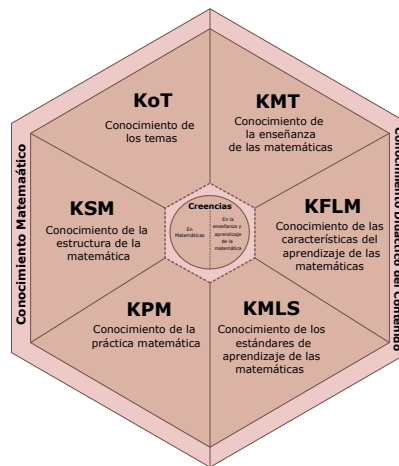 KoT
Conocimiento de
los temas
KMT
Conocimiento de
la enseñanza
de las matemáticas
Conocimiento Matemaático
KSM
Conocimiento de la
estructura de la
matemática
Creencias
En
Matemáticas
En la
enseñanza y
aprendizaje
de la
matemática
KFLM
Conocimiento de las
características del
aprendizaje de las
matemáticas
Conocimiento Didáctico del Contenido
KPM
Conocimiento de la
práctica matemática
KMLS
Conocimiento de los
estándares de
aprendizaje de las
matemáticas